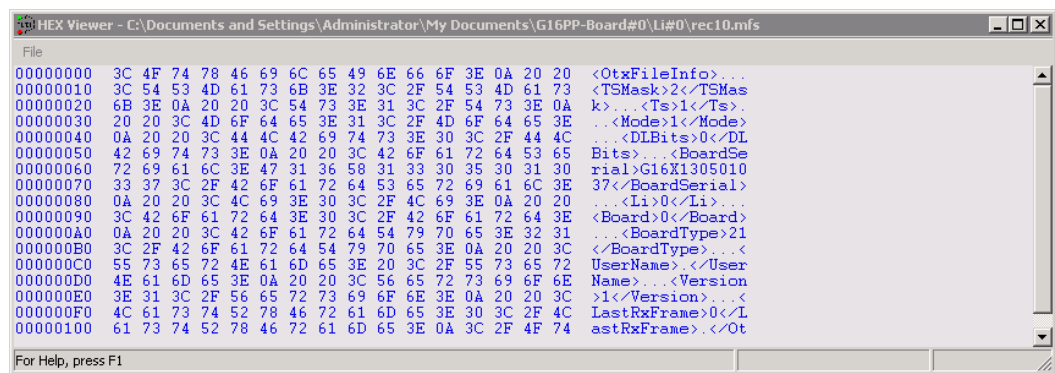 HEX Viewer - C:\Documents and Settings\Administrator\My Documents\G16PP-Board#0\Li#0\rec10.mfs
File
00000000 3C 4F 74 78 46 69 6C 65 49 6E 66 6F 3E 0A 20 20 <OtxFileInfo>...
00000010 3C 54 53 4D 61 73 6B 3E 32 3C 2F 54 53 4D 61 73 <TSMask>2</TSMas
00000020 6B 3E 0A 20 20 3C 54 73 3E 31 3C 2F 54 73 3E 0A k>...<Ts>1</Ts>.
00000030 20 20 3C 4D 6F 64 65 3E 31 3C 2F 4D 6F 64 65 3E ..<Mode>1</Mode>
00000040 0A 20 20 3C 44 4C 42 69 74 73 3E 30 3C 2F 44 4C ...<DLBits>0</DL
00000050 42 69 74 73 3E 0A 20 20 3C 42 6F 61 72 64 53 65 Bits>...<BoardSe
00000060 72 69 61 6C 3E 47 31 36 58 31 33 30 35 30 31 30 rial>G16X1305010
00000070 33 37 3C 2F 42 6F 61 72 64 53 65 72 69 61 6C 3E 37</BoardSerial>
00000080 0A 20 20 3C 4C 69 3E 30 3C 2F 4C 69 3E 0A 20 20 ...<Li>0</Li>...
00000090 3C 42 6F 61 72 64 3E 30 3C 2F 42 6F 61 72 64 3E <Board>0</Board>
000000A0 0A 20 20 3C 42 6F 61 72 64 54 79 70 65 3E 32 31 ...<BoardType>21
000000B0 3C 2F 42 6F 61 72 64 54 79 70 65 3E 0A 20 20 3C </BoardType>...<
000000C0 55 73 65 72 4E 61 6D 65 3E 20 3C 2F 55 73 65 72 UserName>.</User
000000D0 4E 61 6D 65 3E 0A 20 20 3C 56 65 72 73 69 6F 6E Name>...<Version
000000E0 3E 31 3C 2F 56 65 72 73 69 6F 6E 3E 0A 20 20 3C >1</Version>...<
000000F0 4C 61 73 74 52 78 46 72 61 6D 65 3E 30 3C 2F 4C LastRxFrame>0</L
00000100 61 73 74 52 78 46 72 61 6D 65 3E 0A 3C 2F 4F 74 astRxFrame>.</Ot
For Help, press F1